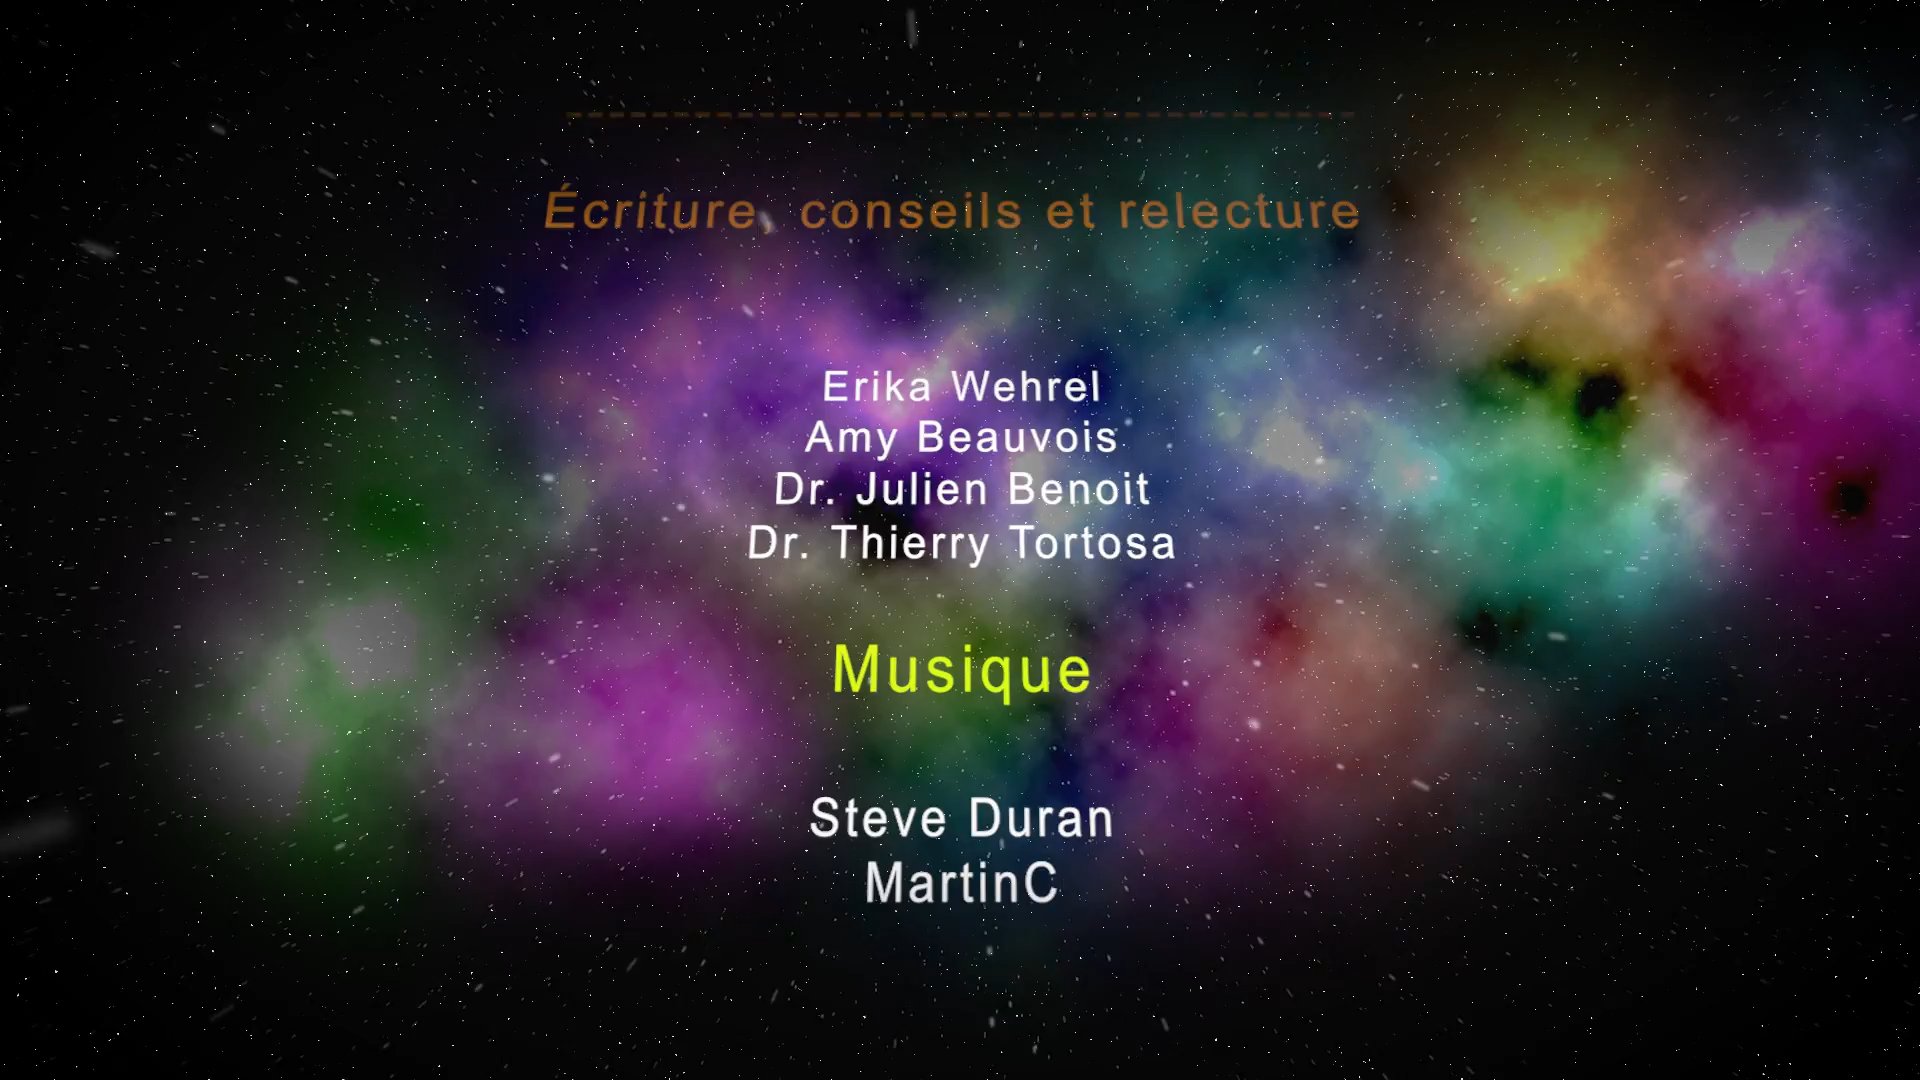 Écriture, conseils et relecture
Erika Wehrel
Amy Beauvois
Dr. Julien Benoit
Dr. Thierry Tortosa
Musique
Steve Duran
MartinC